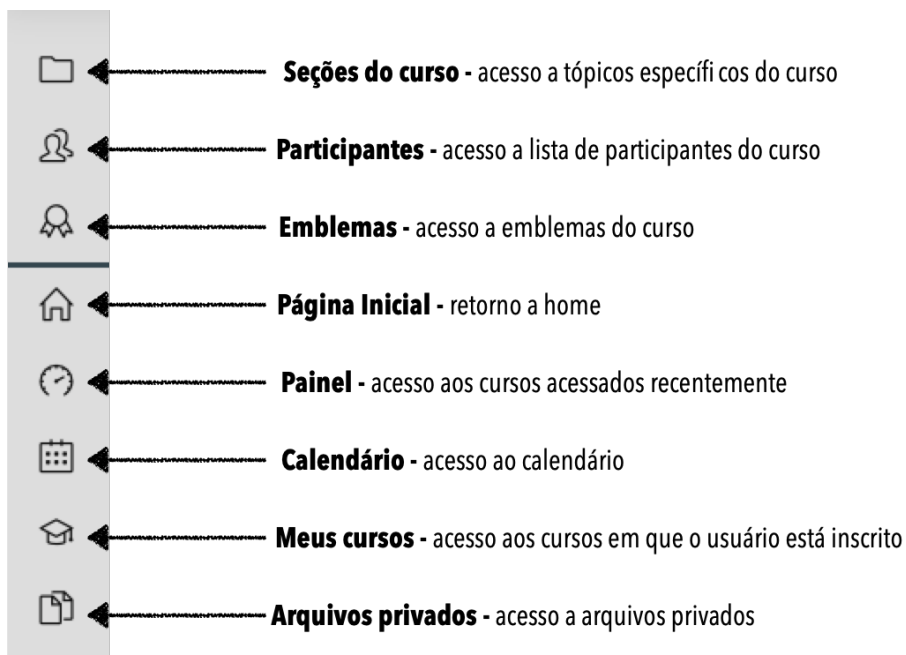 Seções do curso - acesso a tópicos específi cos do curso
Participantes - acesso a lista de participantes do curso
Emblemas - acesso a emblemas do curso
Página Inicial - retorno a home
Painel - acesso aos cursos acessados recentemente
Calendário - acesso ao calendário
Meus cursos - acesso aos cursos em que o usuário está inscrito
Arquivos privados - acesso a arquivos privados